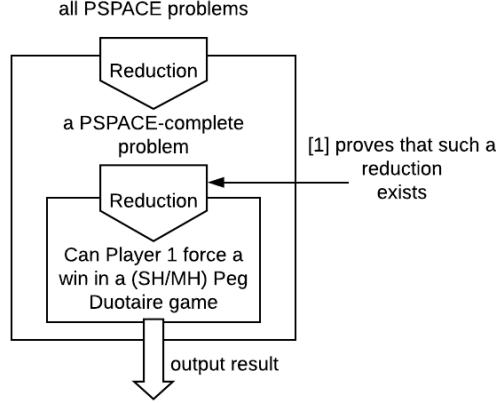 all PSPACE problems
Reduction
a PSPACE-complete
problem
[1] proves that such a
reduction
exists
Reduction
Can Player 1 force a
win in a (SH/MH) Peg
Duotaire game
output result